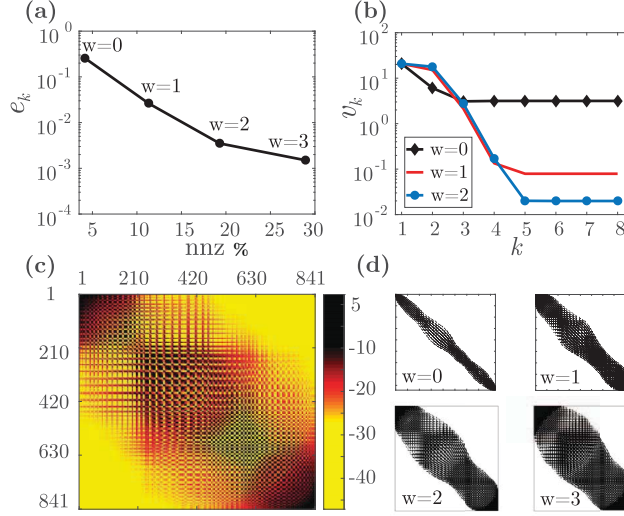 (a)
10^0
10^-1
10^-2
10^-3
10^-4
e_k
w=0
w=1
w=2
w=3
5 10 15 20 25 30
nnz %
(b)
10^2
10^1
10^0
10^-1
10^-2
v_k
w=0
w=1
w=2
1 2 3 4 5 6 7 8
k
(c)
1 210 420 630 841
1
210
420
630
841
5
-10
-20
-40
(d)
w=0
w=1
w=2
w=3